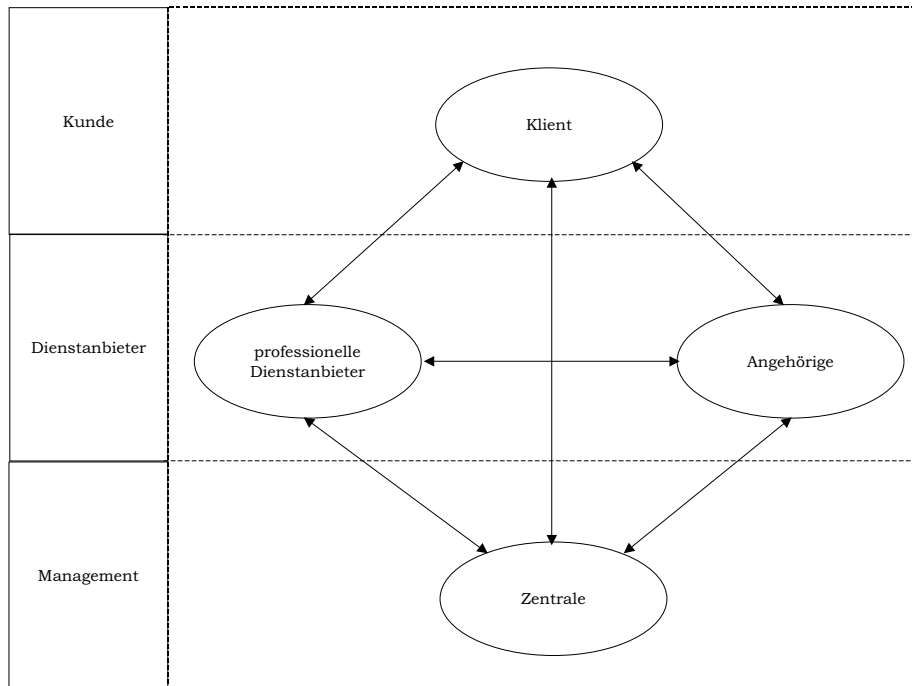 Kunde
Klient
Dienstanbieter
professionelle
Dienstanbieter
Angehörige
Management
Zentrale